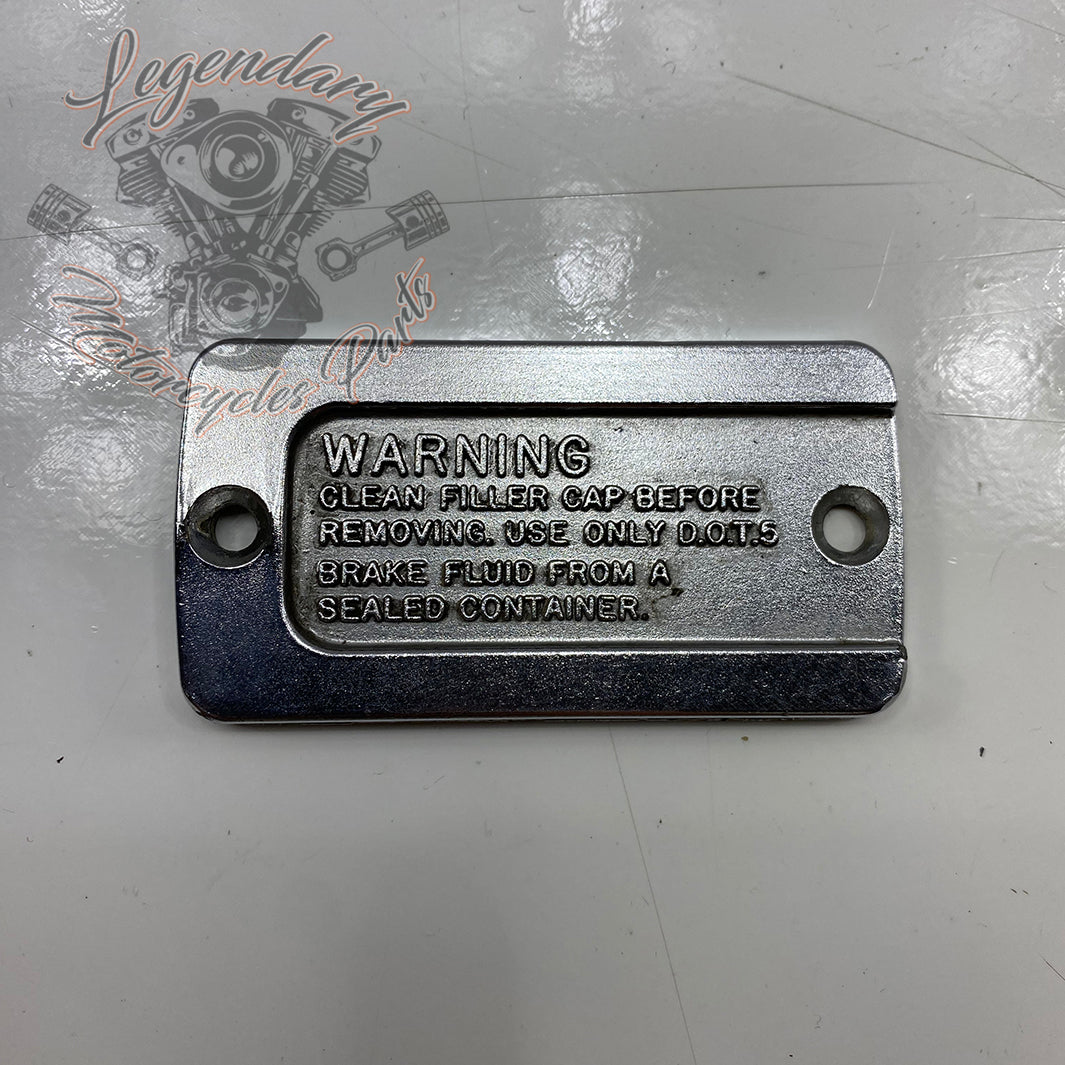 Legendary
Motorcycles Parts
WARNING
CLEAN FILLER CAP BEFORE
REMOVING. USE ONLY D.O.T.5
BRAKE FLUID FROM A
SEALED CONTAINER.